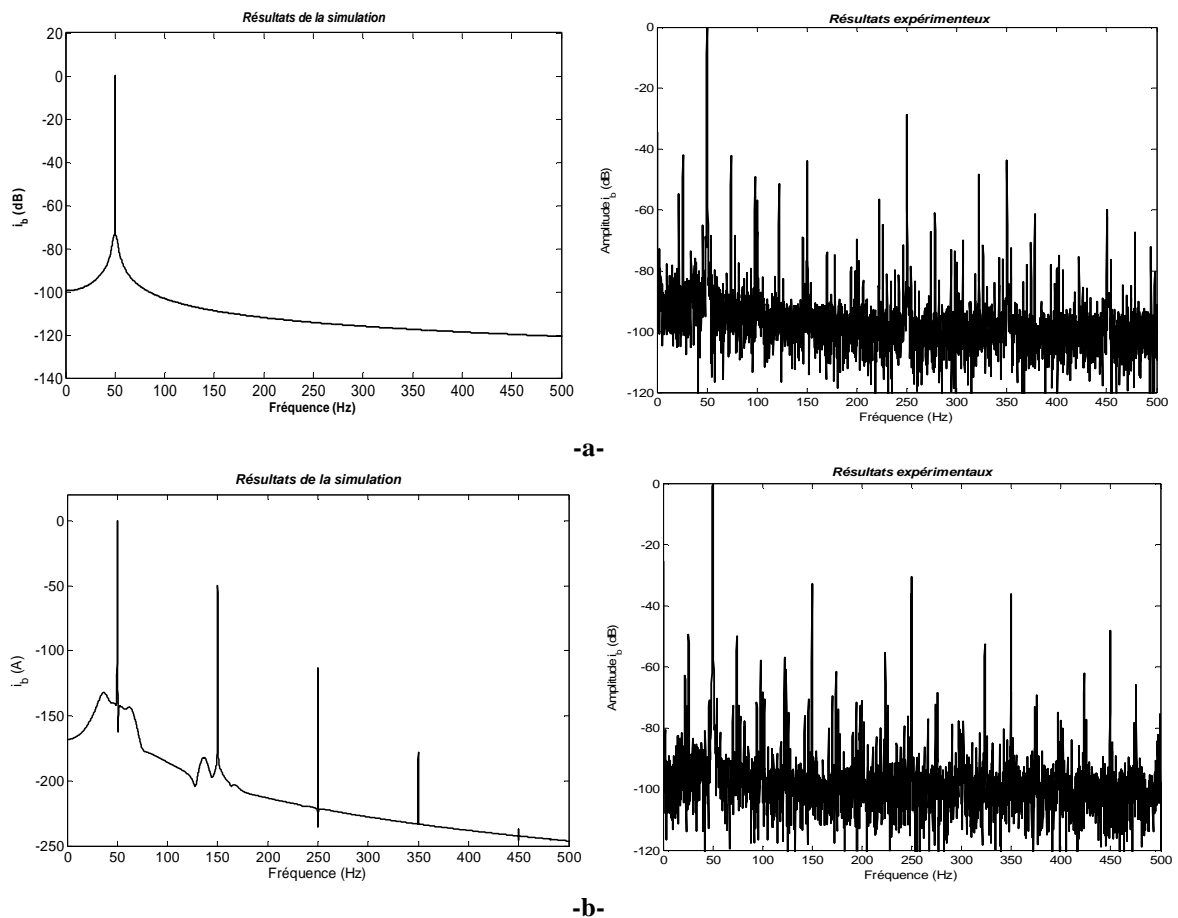 Résultats de la simulation
20
0
-20
-40
-60
-80
-100
-120
-140
i_b (dB)
0 50 100 150 200 250 300 350 400 450 500
Fréquence (Hz)
Résultats expérimenteux
0
-20
-40
-60
-80
-100
-120
Amplitude i_b (dB)
0 50 100 150 200 250 300 350 400 450 500
Fréquence (Hz)
-a-
Résultats de la simulation
0
-50
-100
-150
-200
-250
i_b (A)
0 50 100 150 200 250 300 350 400 450 500
Fréquence (Hz)
Résultats expérimentaux
0
-20
-40
-60
-80
-100
-120
Amplitude i_b (dB)
0 50 100 150 200 250 300 350 400 450 500
Fréquence (Hz)
-b-